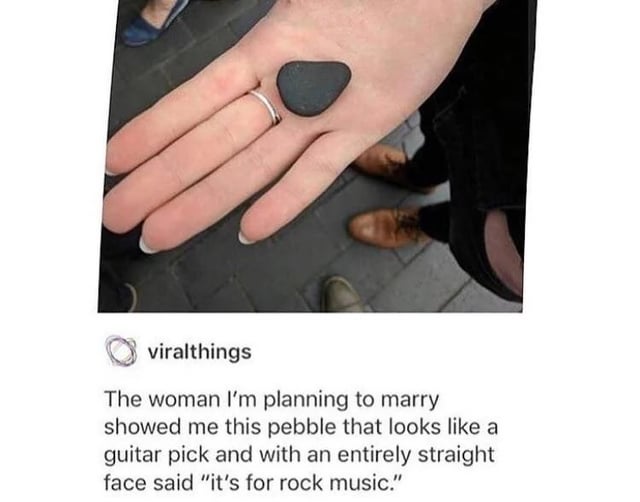 viralthings
The woman I'm planning to marry
showed me this pebble that looks like a
guitar pick and with an entirely straight
face said "it's for rock music."